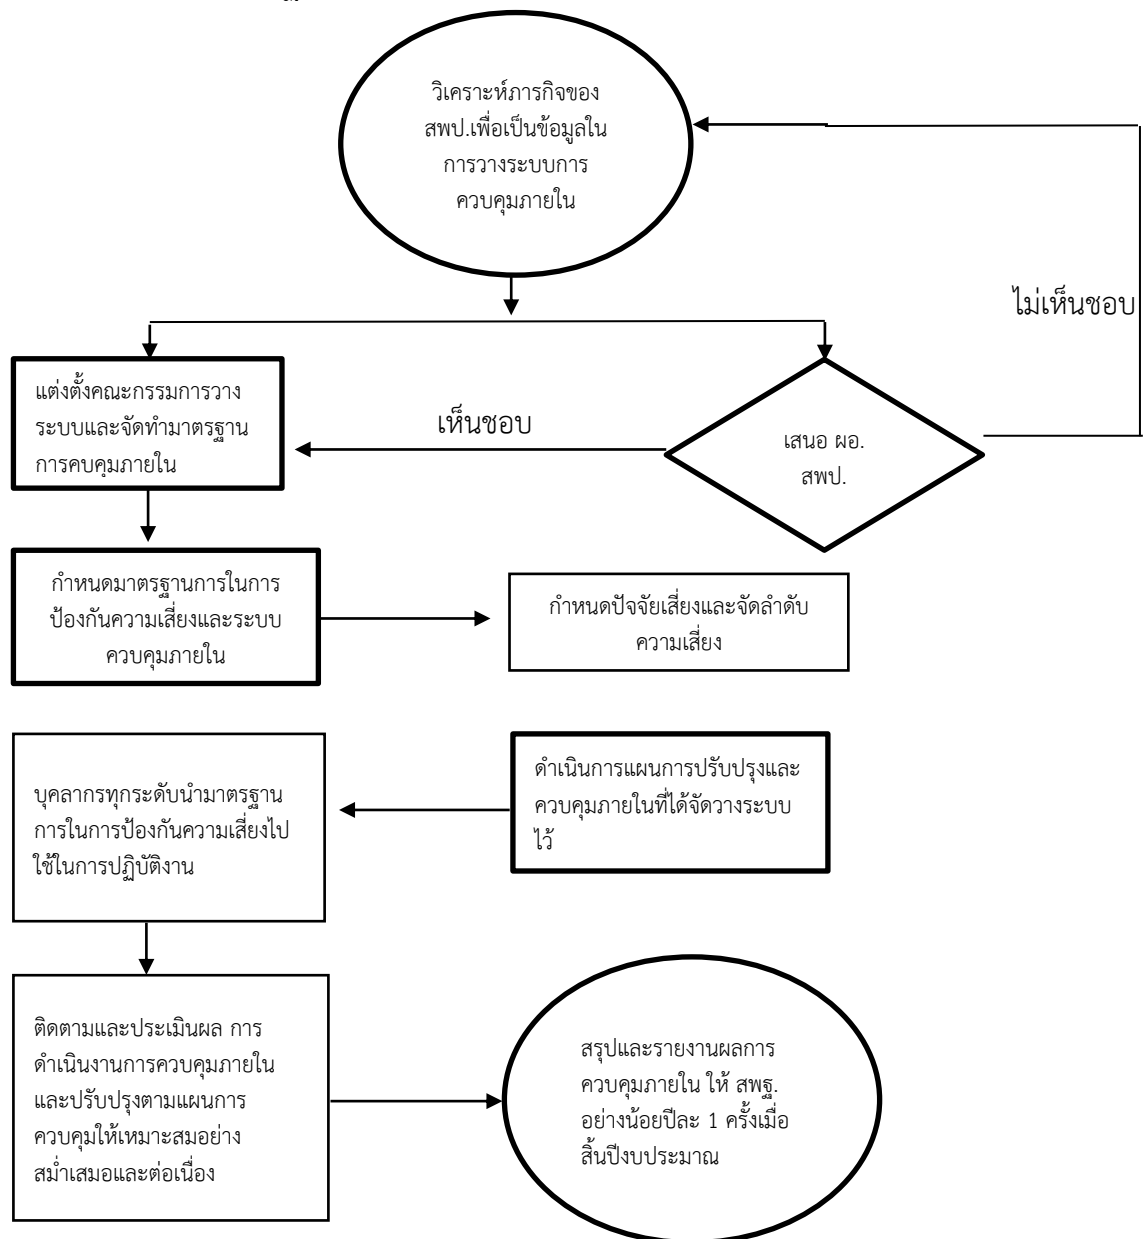 วิเคราะห์ภารกิจของ
สพป.เพื่อเป็นข้อมูลใน
การวางระบบการ
ควบคุมภายใน
ไม่เห็นชอบ
แต่งตั้งคณะกรรมการวาง
ระบบและจัดทำมาตรฐาน
การคบคุมภายใน
เห็นชอบ
เสนอ ผอ.
สพป.
กำหนดมาตรฐานการในการ
ป้องกันความเสี่ยงและระบบ
ควบคุมภายใน
กำหนดปัจจัยเสี่ยงและจัดลำดับ
ความเสี่ยง
บุคลากรทุกระดับนำมาตรฐาน
การในการป้องกันความเสี่ยงไป
ใช้ในการปฏิบัติงาน
ดำเนินการแผนการปรับปรุงและ
ควบคุมภายในที่ได้จัดวางระบบ
ไว้
ติดตามและประเมินผล การ
ดำเนินงานการควบคุมภายใน
และปรับปรุงตามแผนการ
ควบคุมให้เหมาะสมอย่าง
สม่ำเสมอและต่อเนื่อง
สรุปและรายงานผลการ
ควบคุมภายใน ให้ สพฐ.
อย่างน้อยปีละ 1 ครั้งเมื่อ
สิ้นปีงบประมาณ